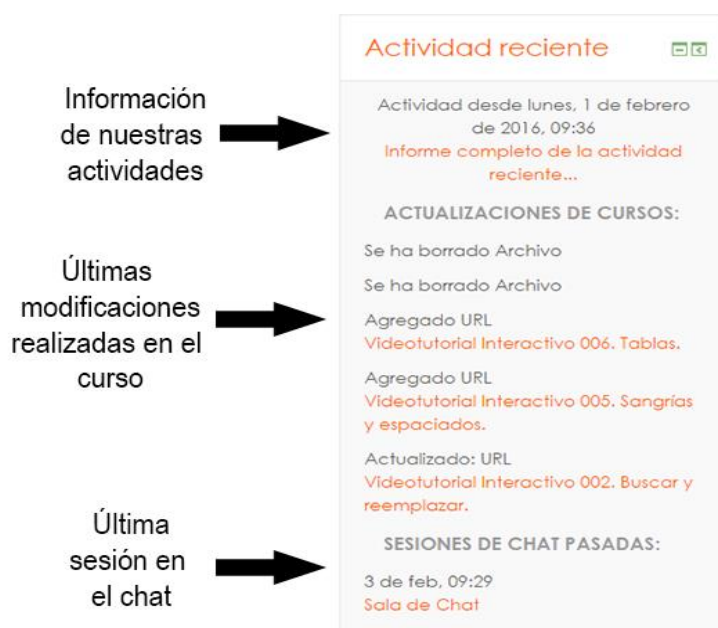 Actividad reciente
Información
de nuestras
actividades
Actividad desde lunes, 1 de febrero
de 2016, 09:36
Informe completo de la actividad
reciente...
ACTUALIZACIONES DE CURSOS:
Últimas
modificaciones
realizadas en el
curso
Se ha borrado Archivo
Se ha borrado Archivo
Agregado URL
Videotutorial Interactivo 006. Tablas.
Agregado URL
Videotutorial Interactivo 005. Sangrías
y espaciados.
Actualizado: URL
Videotutorial Interactivo 002. Buscar y
reemplazar.
Última
sesión en
el chat
SESIONES DE CHAT PASADAS:
3 de feb, 09:29
Sala de Chat